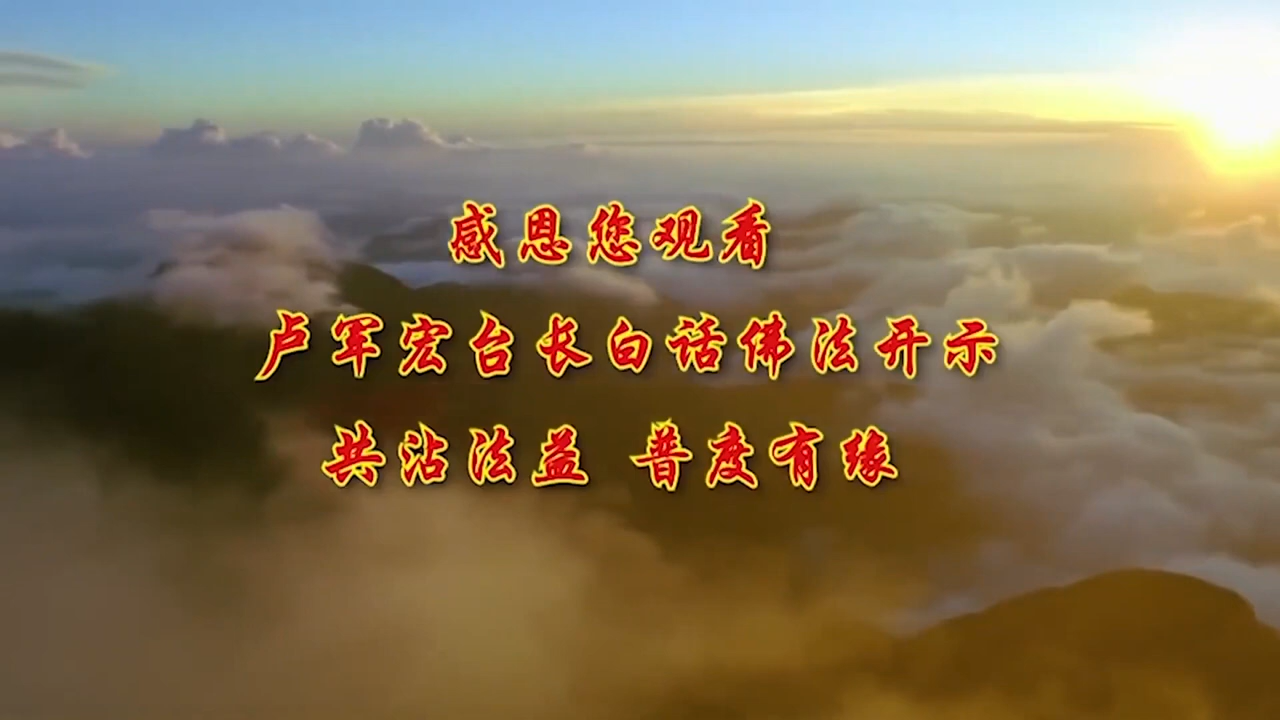 感恩您观看
卢军宏台长白话佛法开示
共沾法益 普度有缘